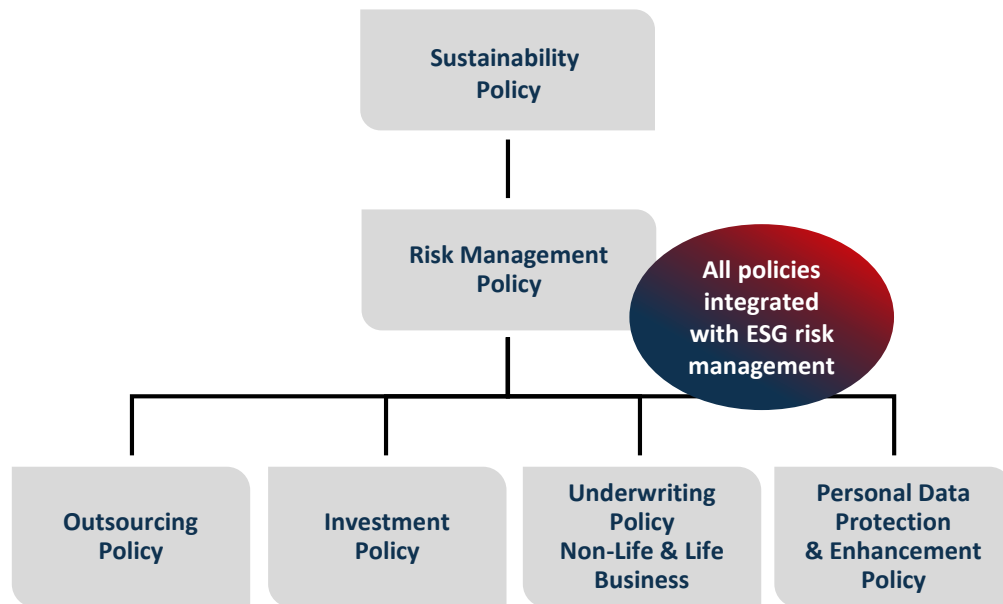 Sustainability
Policy
Risk Management
Policy
All policies
integrated
with ESG risk
management
Outsourcing
Policy
Investment
Policy
Underwriting
Policy
Non-Life & Life
Business
Personal Data
Protection
& Enhancement
Policy